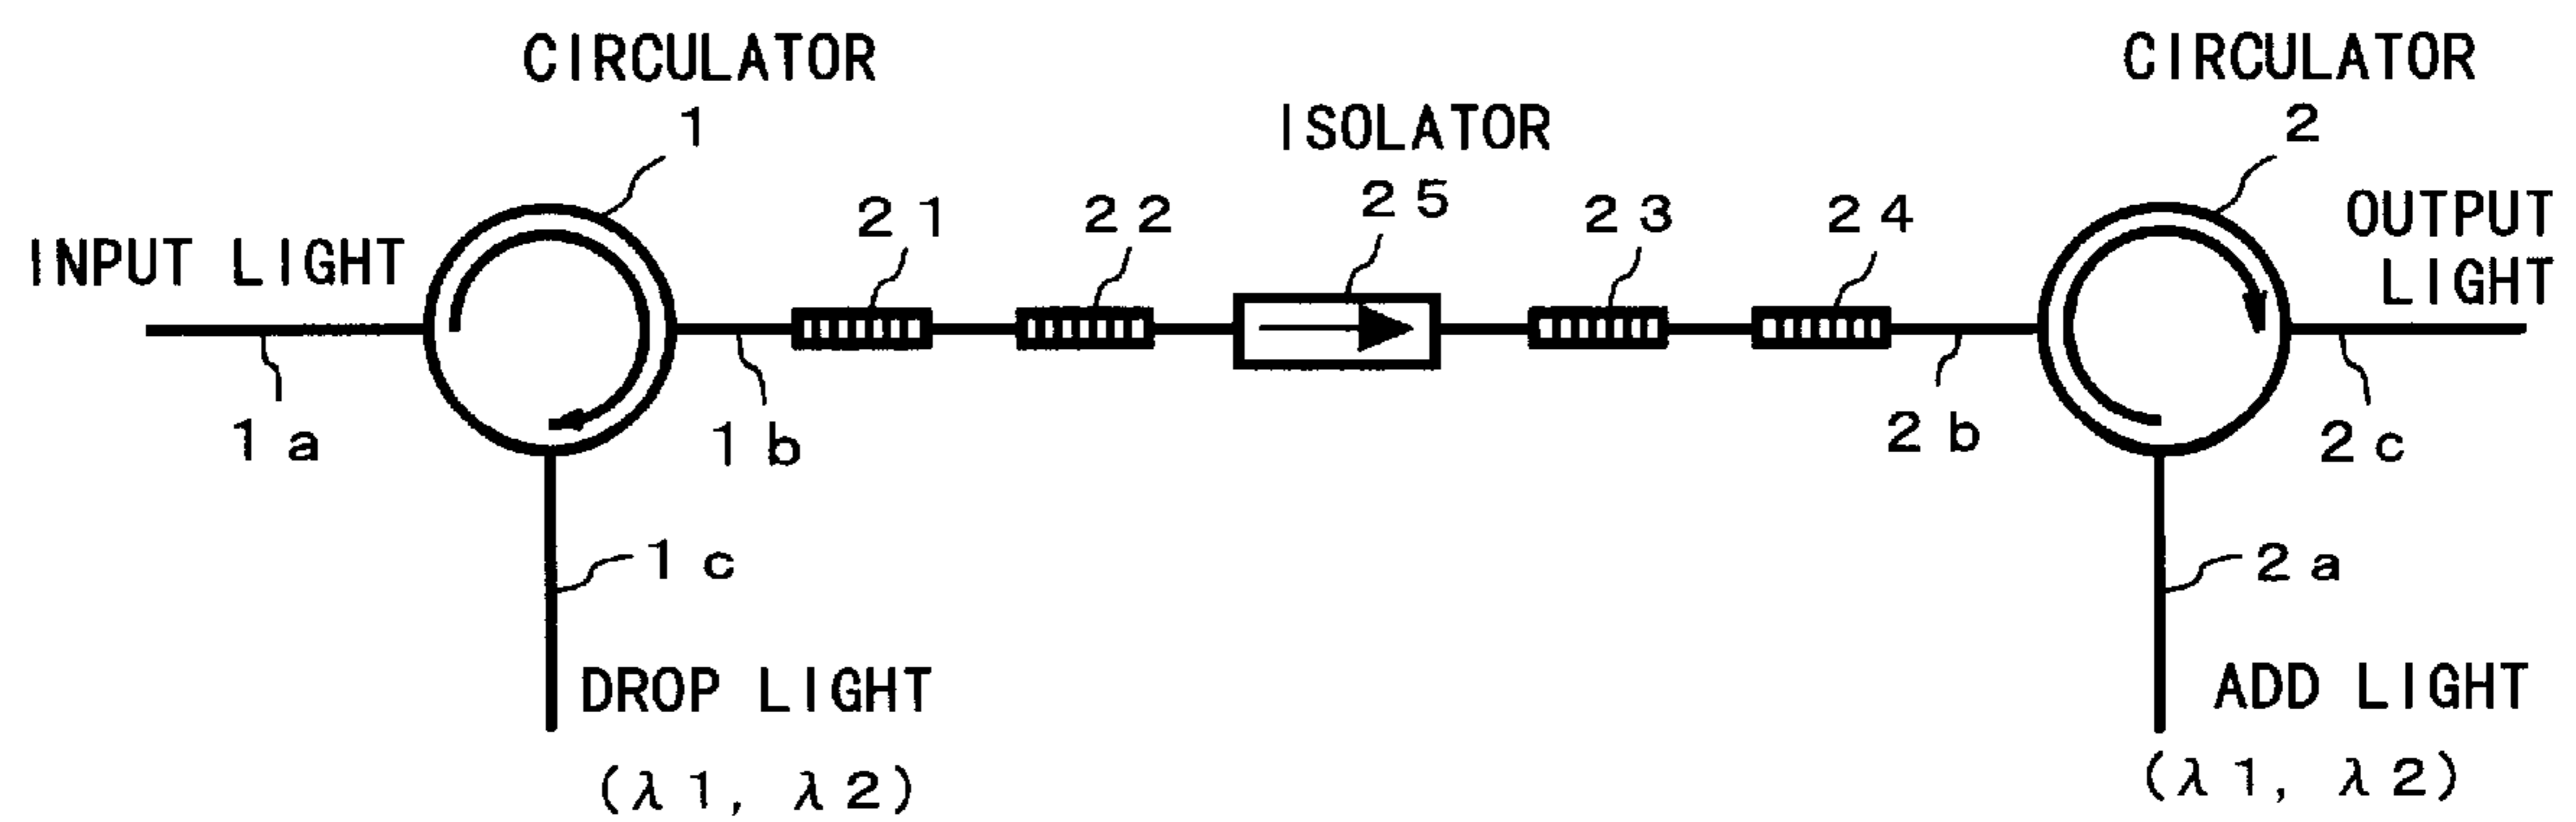 CIRCULATOR
1
CIRCULATOR
2
ISOLATOR
25
INPUT LIGHT
21
22
23
24
OUTPUT
LIGHT
1a
1b
2b
2c
1c
2a
DROP LIGHT
(λ1, λ2)
ADD LIGHT
(λ1, λ2)